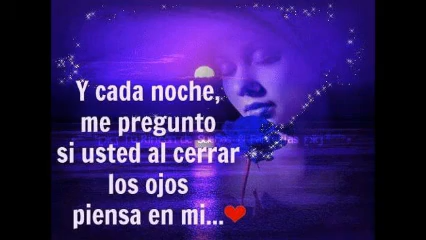 Y cada noche,
me pregunto
si usted al cerrar
los ojos
piensa en mi...❤